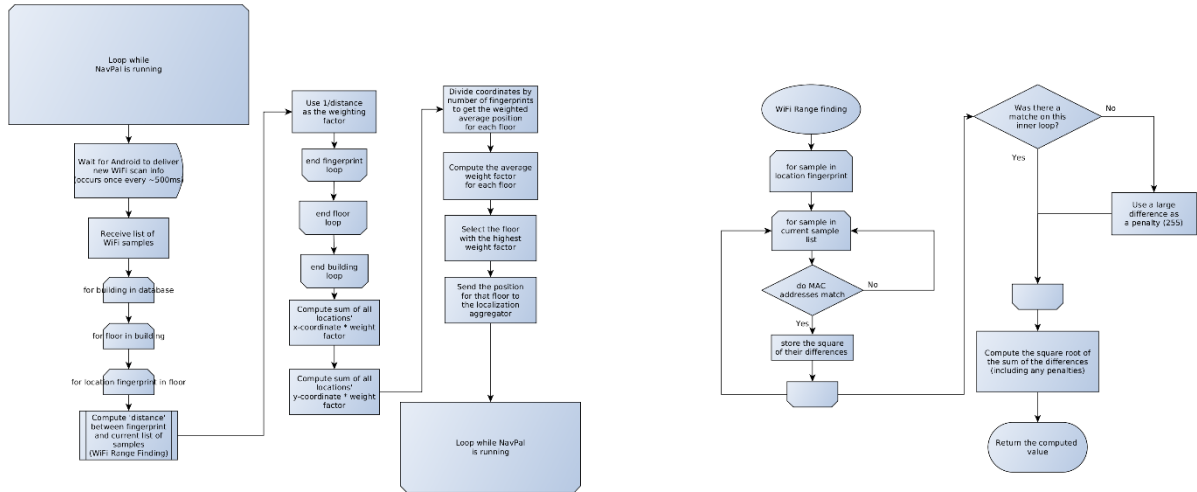 Loop while
NavPal is running
Wait for Android to deliver
new WiFi scan info
(occurs once every ~500ms)
Receive list of
WiFi samples
for building in database
for floor in building
for location fingerprint in floor
Compute 'distance'
between fingerprint
and current list of
samples
(WiFi Range Finding)
Use 1/distance
as the weighting
factor
end fingerprint
loop
end floor
loop
end building
loop
Compute sum of all
locations'
x-coordinate * weight
factor
Compute sum of all
locations'
y-coordinate * weight
factor
Divide coordinates by
number of fingerprints
to get the weighted
average position
for each floor
Compute the average
weight factor
for each floor
Select the floor
with the highest
weight factor
Send the position
for that floor to
the localization
aggregator
Loop while NavPal
is running
WiFi Range finding
for sample in
location fingerprint
for sample in
current sample
list
do MAC
addresses match
No
Yes
store the square
of their differences
Was there a
matche on this
inner loop?
No
Yes
Use a large
difference as
a penalty (255)
Compute the square root of
the sum of the differences
(including any penalties)
Return the computed
value